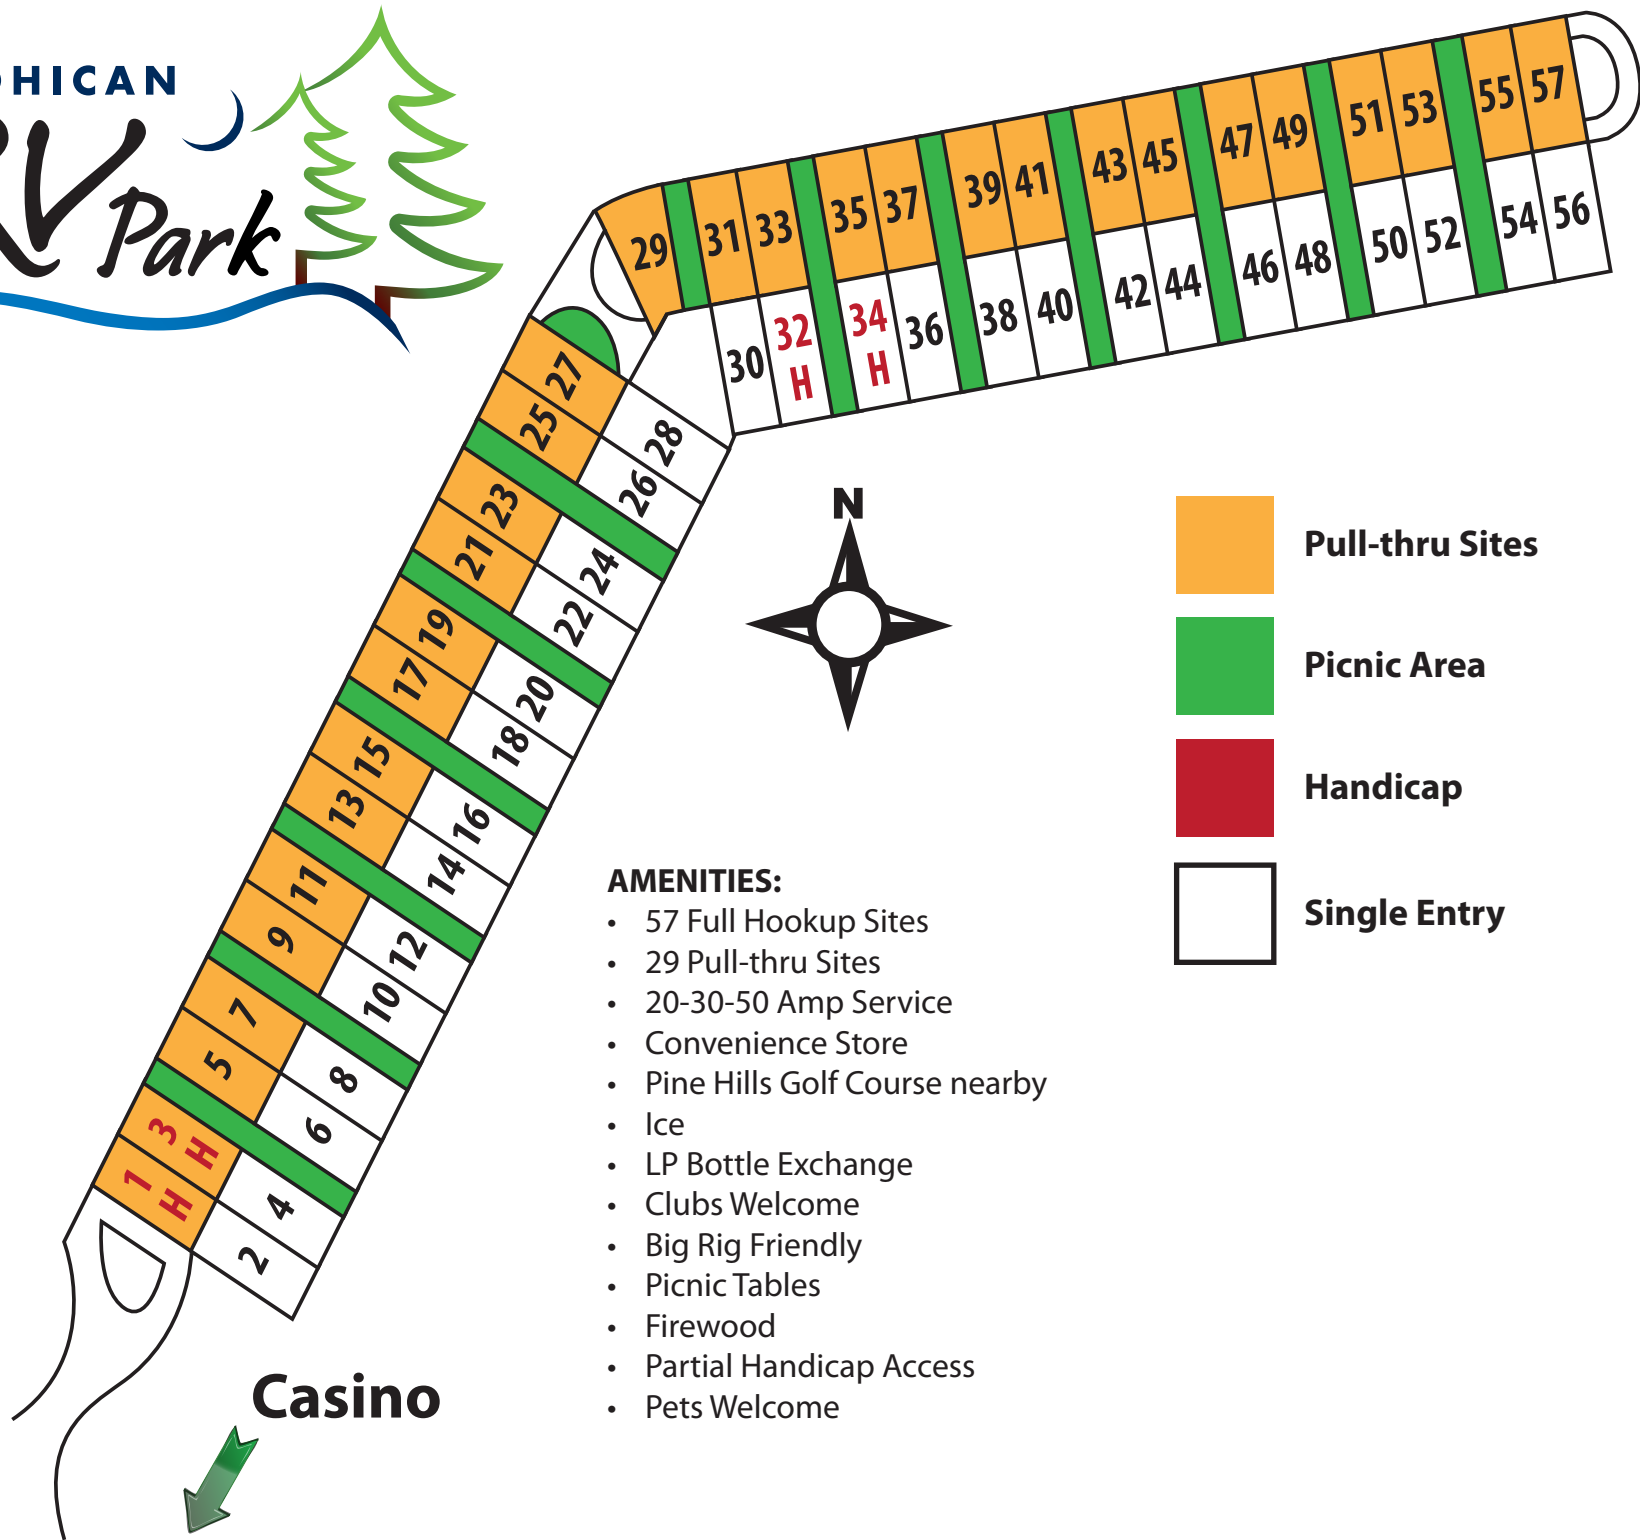 OHICAN
RV Park
29 31 33 35 37 39 41 43 45 47 49 51 53 55 57
30 32 H 34 H 36 38 40 42 44 46 48 50 52 54 56
27 28
25 26
23 24
21 22
19 20
17 18
15 16
13 14
11 12
9 10
7 8
5 6
3 H 4
1 H 2
N
Pull-thru Sites
Picnic Area
Handicap
Single Entry
AMENITIES:
• 57 Full Hookup Sites
• 29 Pull-thru Sites
• 20-30-50 Amp Service
• Convenience Store
• Pine Hills Golf Course nearby
• Ice
• LP Bottle Exchange
• Clubs Welcome
• Big Rig Friendly
• Picnic Tables
• Firewood
• Partial Handicap Access
• Pets Welcome
Casino